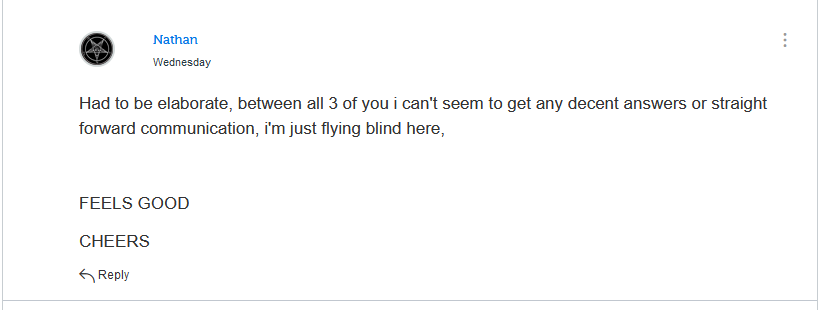 Nathan
Wednesday
Had to be elaborate, between all 3 of you i can't seem to get any decent answers or straight
forward communication, i'm just flying blind here,
FEELS GOOD
CHEERS
Reply